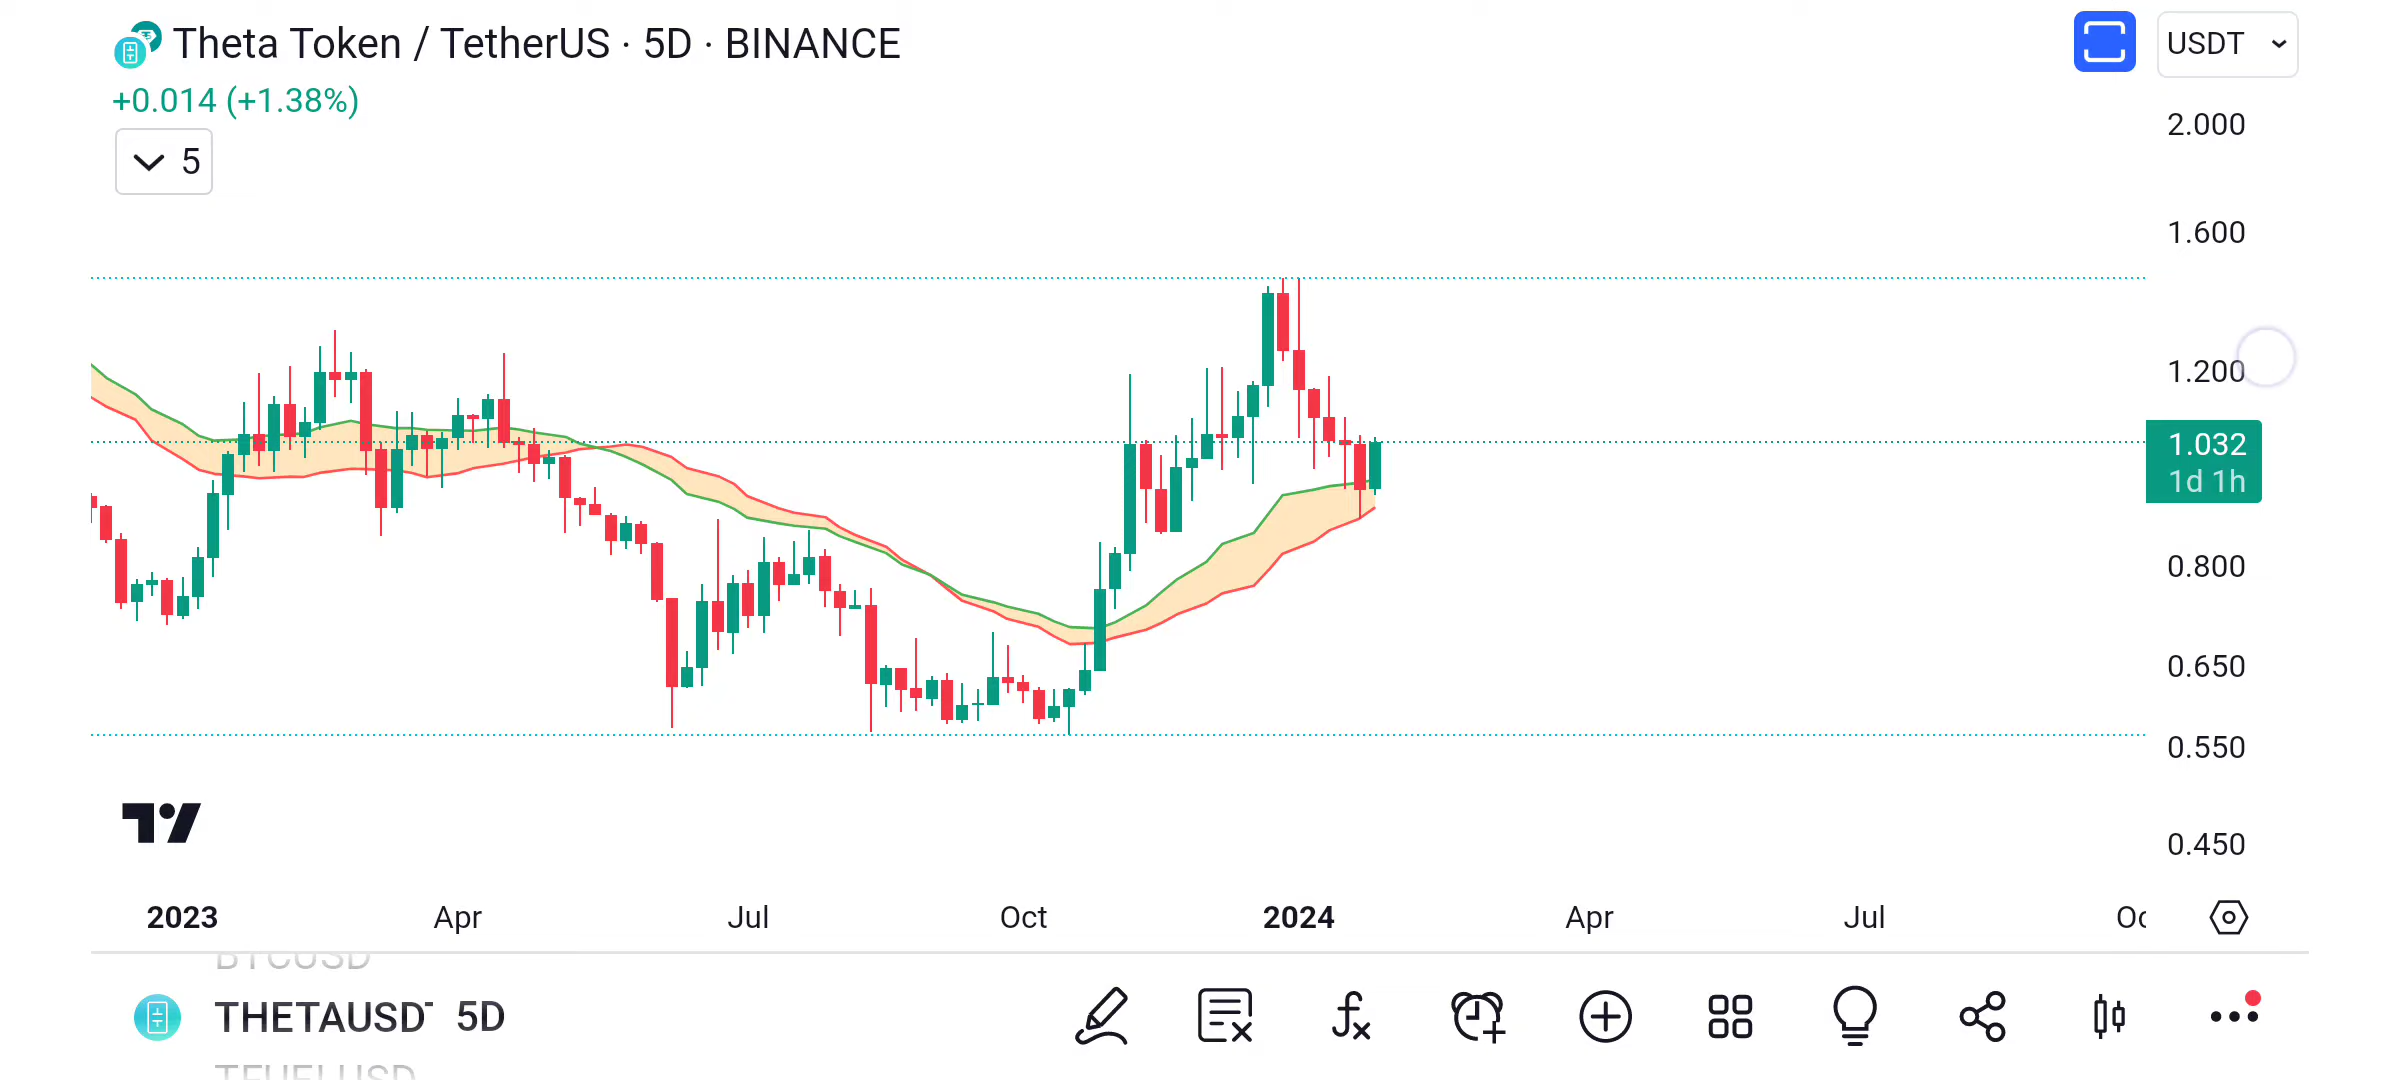 Theta Token / TetherUS · 5D · BINANCE
USDT
+0.014 (+1.38%)
5
2.000
1.600
1.200
1.032
1d 1h
0.800
0.650
0.550
0.450
2023 Apr Jul Oct 2024 Apr Jul
BTCUSD
THETAUSD 5D